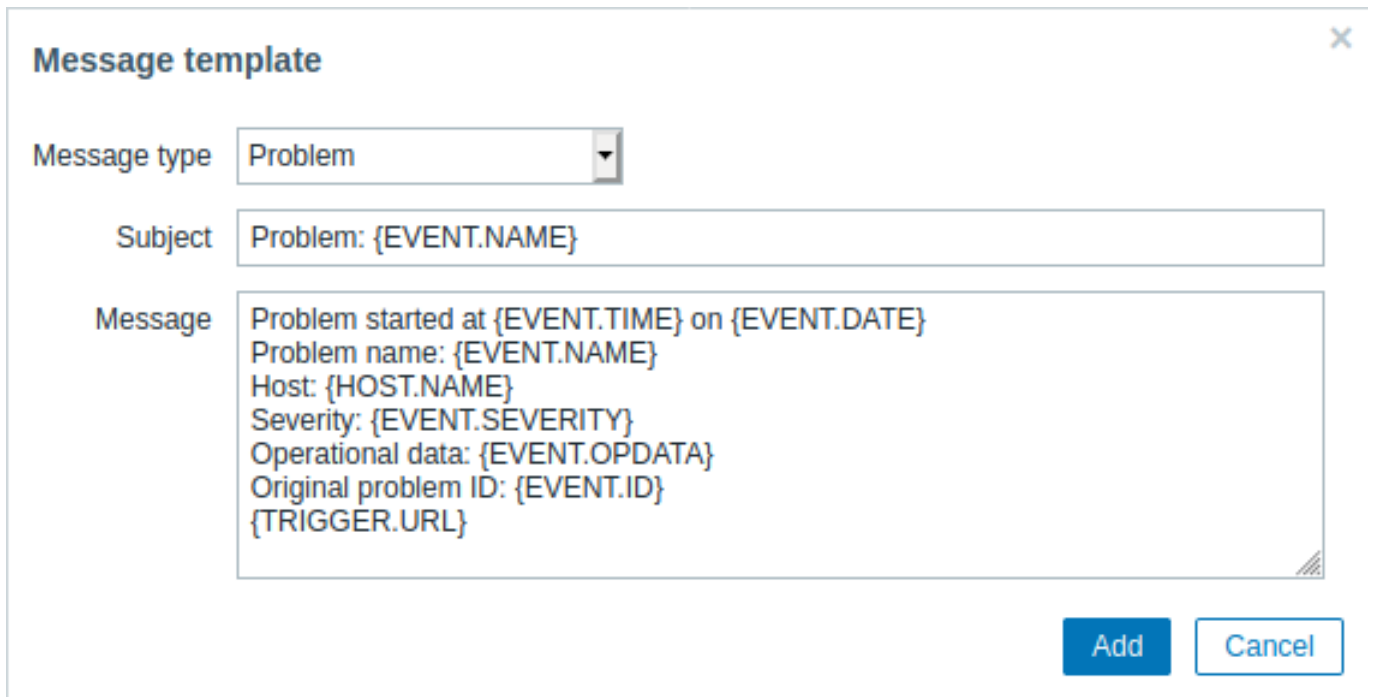 Message template
×
Message type Problem
Subject Problem: {EVENT.NAME}
Message Problem started at {EVENT.TIME} on {EVENT.DATE}
Problem name: {EVENT.NAME}
Host: {HOST.NAME}
Severity: {EVENT.SEVERITY}
Operational data: {EVENT.OPDATA}
Original problem ID: {EVENT.ID}
{TRIGGER.URL}
Add Cancel